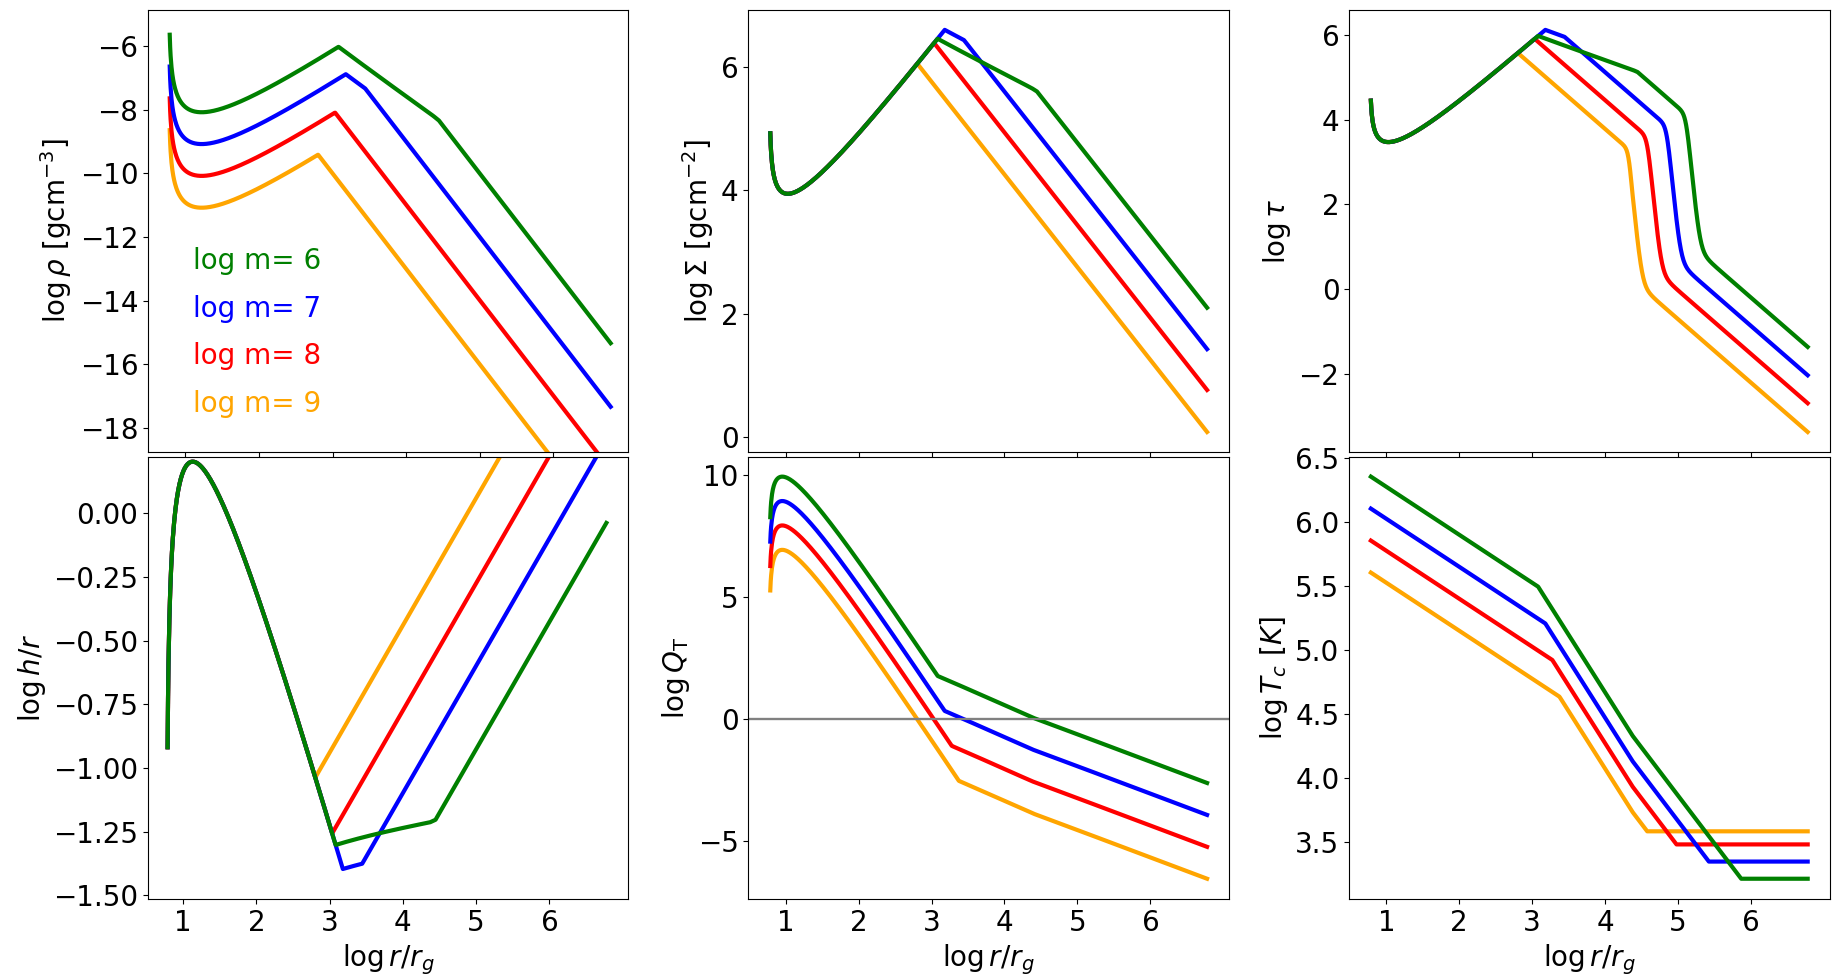 log ρ [gcm⁻³]
−6
−8
−10
−12
−14
−16
−18
log m= 6
log m= 7
log m= 8
log m= 9
log Σ [gcm⁻²]
6
4
2
0
log τ
6
4
2
0
−2
log h/r
0.00
−0.25
−0.50
−0.75
−1.00
−1.25
−1.50
1 2 3 4 5 6
log r/r_g
log Q_T
10
5
0
−5
1 2 3 4 5 6
log r/r_g
log T_c [K]
6.5
6.0
5.5
5.0
4.5
4.0
3.5
1 2 3 4 5 6
log r/r_g